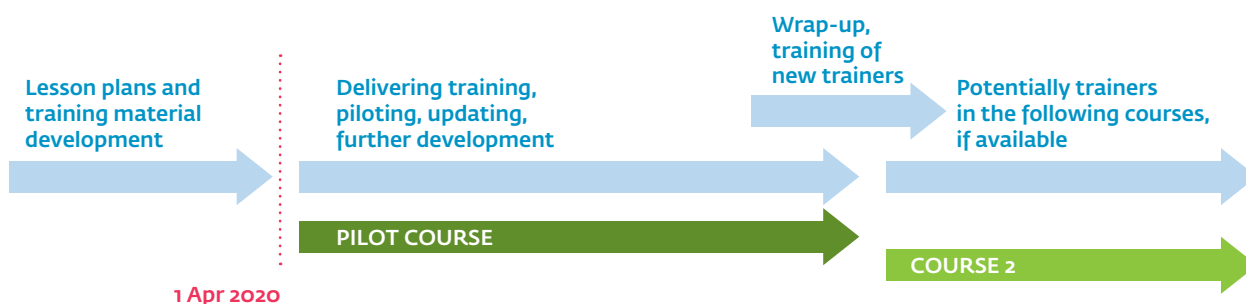 Lesson plans and
training material
development
Delivering training,
piloting, updating,
further development
Wrap-up,
training of
new trainers
Potentially trainers
in the following courses,
if available
PILOT COURSE
COURSE 2
1 Apr 2020